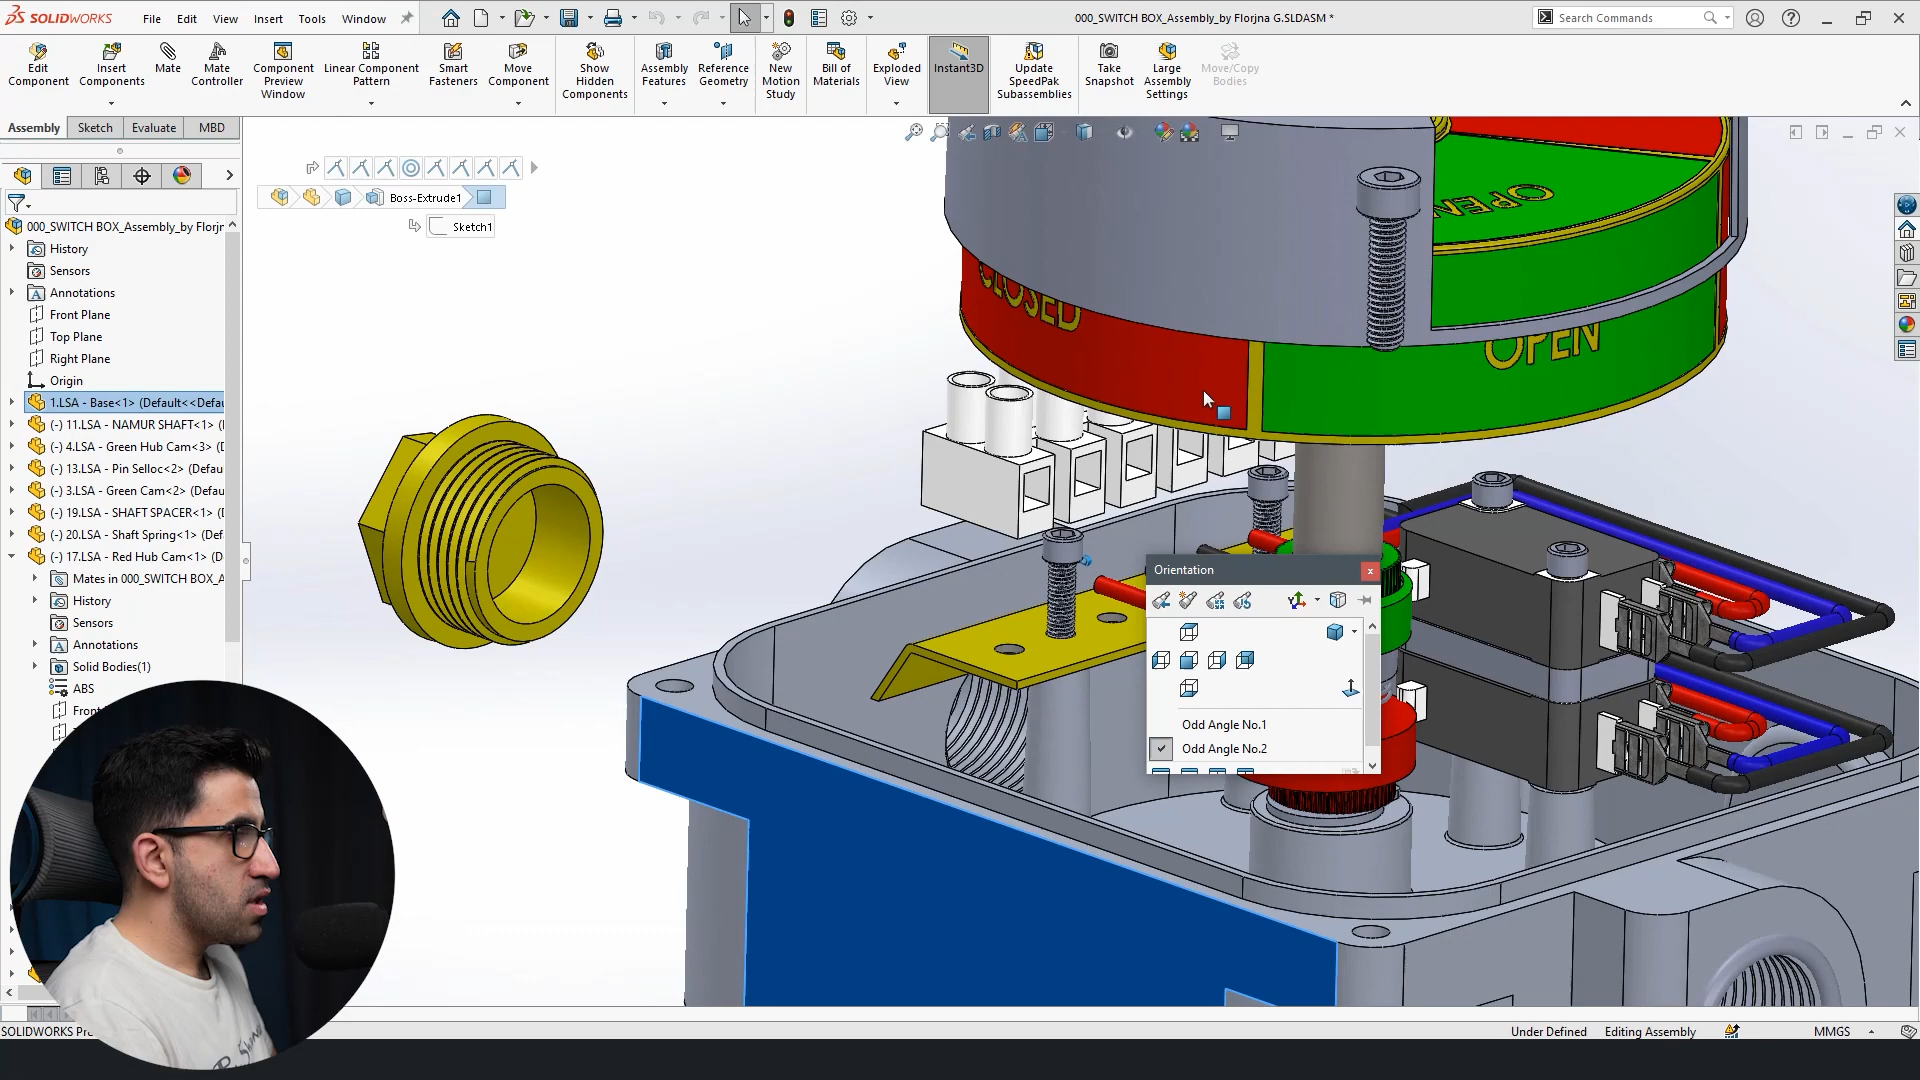 SOLIDWORKS
File Edit View Insert Tools Window
000_SWITCH BOX_Assembly_by Florjna G.SLDASM *
Search Commands
Edit Component
Insert Components
Mate
Mate Controller
Component Preview Window
Linear Component Pattern
Smart Fasteners
Move Component
Show Hidden Components
Assembly Features
Reference Geometry
New Motion Study
Bill of Materials
Exploded View
Instant3D
Update SpeedPak Subassemblies
Take Snapshot
Large Assembly Settings
Move/Copy Bodies
Assembly Sketch Evaluate MBD
Boss-Extrude1
Sketch1
000_SWITCH BOX_Assembly_by Florjr
History
Sensors
Annotations
Front Plane
Top Plane
Right Plane
Origin
1.LSA - Base<1> (Default<<Defau
(-) 11.LSA - NAMUR SHAFT<1> (
(-) 4.LSA - Green Hub Cam<3> (D
(-) 13.LSA - Pin Selloc<2> (Defau
(-) 3.LSA - Green Cam<2> (Defau
(-) 19.LSA - SHAFT SPACER<1> (
(-) 20.LSA - Shaft Spring<1> (Def
(-) 17.LSA - Red Hub Cam<1> (D
Mates in 000_SWITCH BOX_A
History
Sensors
Annotations
Solid Bodies(1)
ABS
Front
OPEN
CLOSED
OPEN
Orientation
x
Odd Angle No.1
Odd Angle No.2
SOLIDWORKS Pre
Under Defined Editing Assembly MMGS